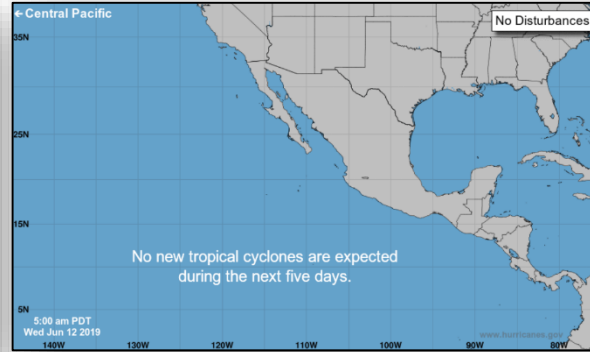 ← Central Pacific
No Disturbances
35N
25N
15N
No new tropical cyclones are expected
during the next five days.
5N
5:00 am PDT
Wed Jun 12 2019
www.hurricanes.gov
140W 130W 120W 110W 100W 90W 80W